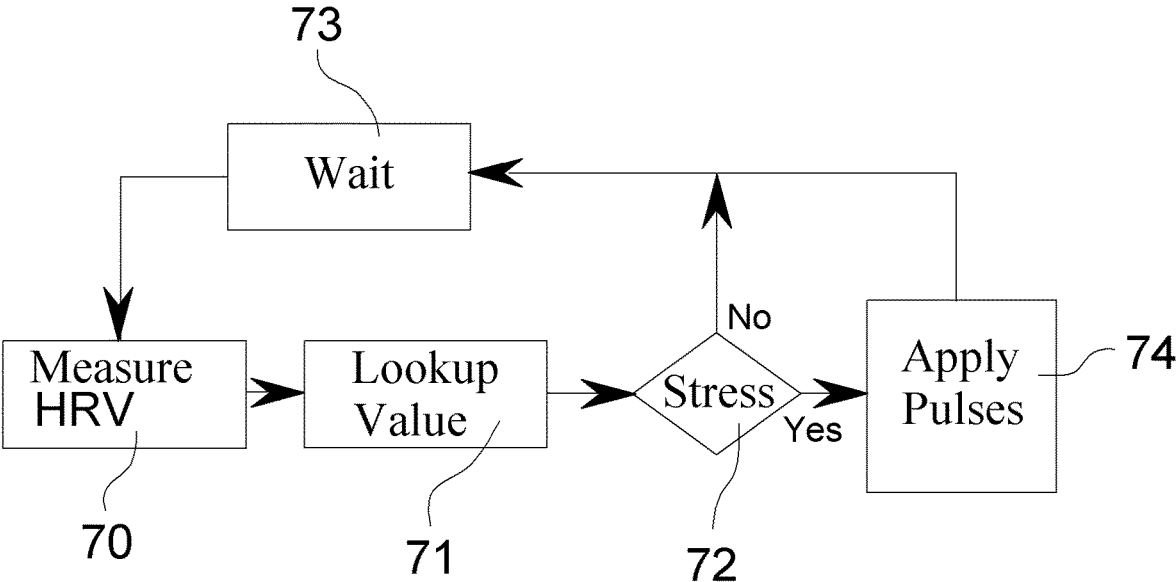 73
Wait
No
Measure
HRV
Lookup
Value
Stress
Yes
Apply
Pulses
74
70
71
72